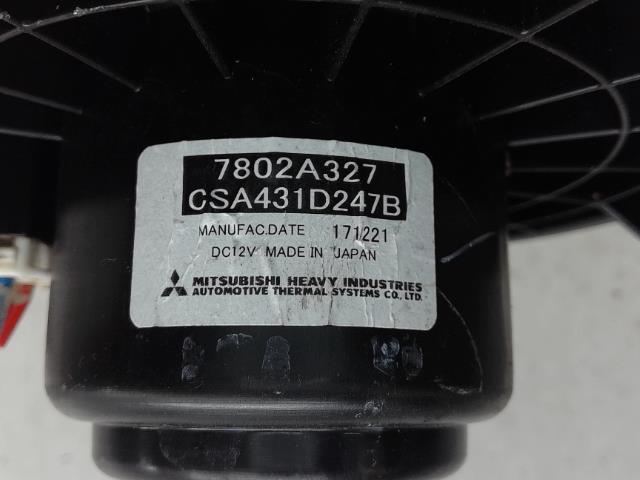 7802A327
CSA431D247B
MANUFAC.DATE 171221
DC12V MADE IN JAPAN
MITSUBISHI HEAVY INDUSTRIES
AUTOMOTIVE THERMAL SYSTEMS CO., LTD.